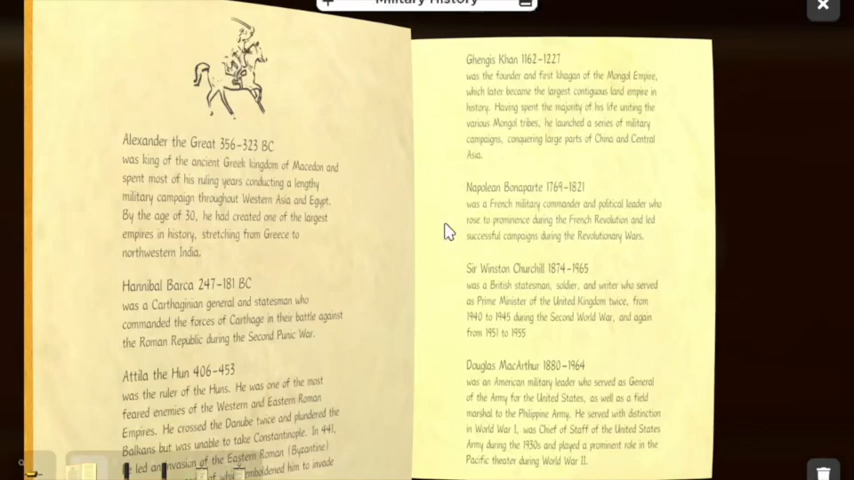 Military History
Alexander the Great 356-323 BC
was king of the ancient Greek kingdom of Macedon and
spent most of his ruling years conducting a lengthy
military campaign throughout Western Asia and Egypt.
By the age of 30, he had created one of the largest
empires in history, stretching from Greece to
northwestern India.
Hannibal Barca 247-181 BC
was a Carthaginian general and statesman who
commanded the forces of Carthage in their battle against
the Roman Republic during the Second Punic War.
Attila the Hun 406-453
was the ruler of the Huns. He was one of the most
feared enemies of the Western and Eastern Roman
Empires. He crossed the Danube twice and plundered the
Balkans but was unable to take Constantinople. In 441,
led an invasion of the Eastern Roman (Byzantine)
of which emboldened him to invade
Ghengis Khan 1162-1227
was the founder and first khagan of the Mongol Empire,
which later became the largest contiguous land empire in
history. Having spent the majority of his life uniting the
various Mongol tribes, he launched a series of military
campaigns, conquering large parts of China and Central
Asia.
Napolean Bonaparte 1769-1821
was a French military commander and political leader who
rose to prominence during the French Revolution and led
successful campaigns during the Revolutionary Wars.
Sir Winston Churchill 1874-1965
was a British statesman, soldier, and writer who served
as Prime Minister of the United Kingdom twice, from
1940 to 1945 during the Second World War, and again
from 1951 to 1955
Douglas MacArthur 1880-1964
was an American military leader who served as General
of the Army for the United States, as well as a field
marshal to the Philippine Army. He served with distinction
in World War I, was Chief of Staff of the United States
Army during the 1930s and played a prominent role in the
Pacific theater during World War II.